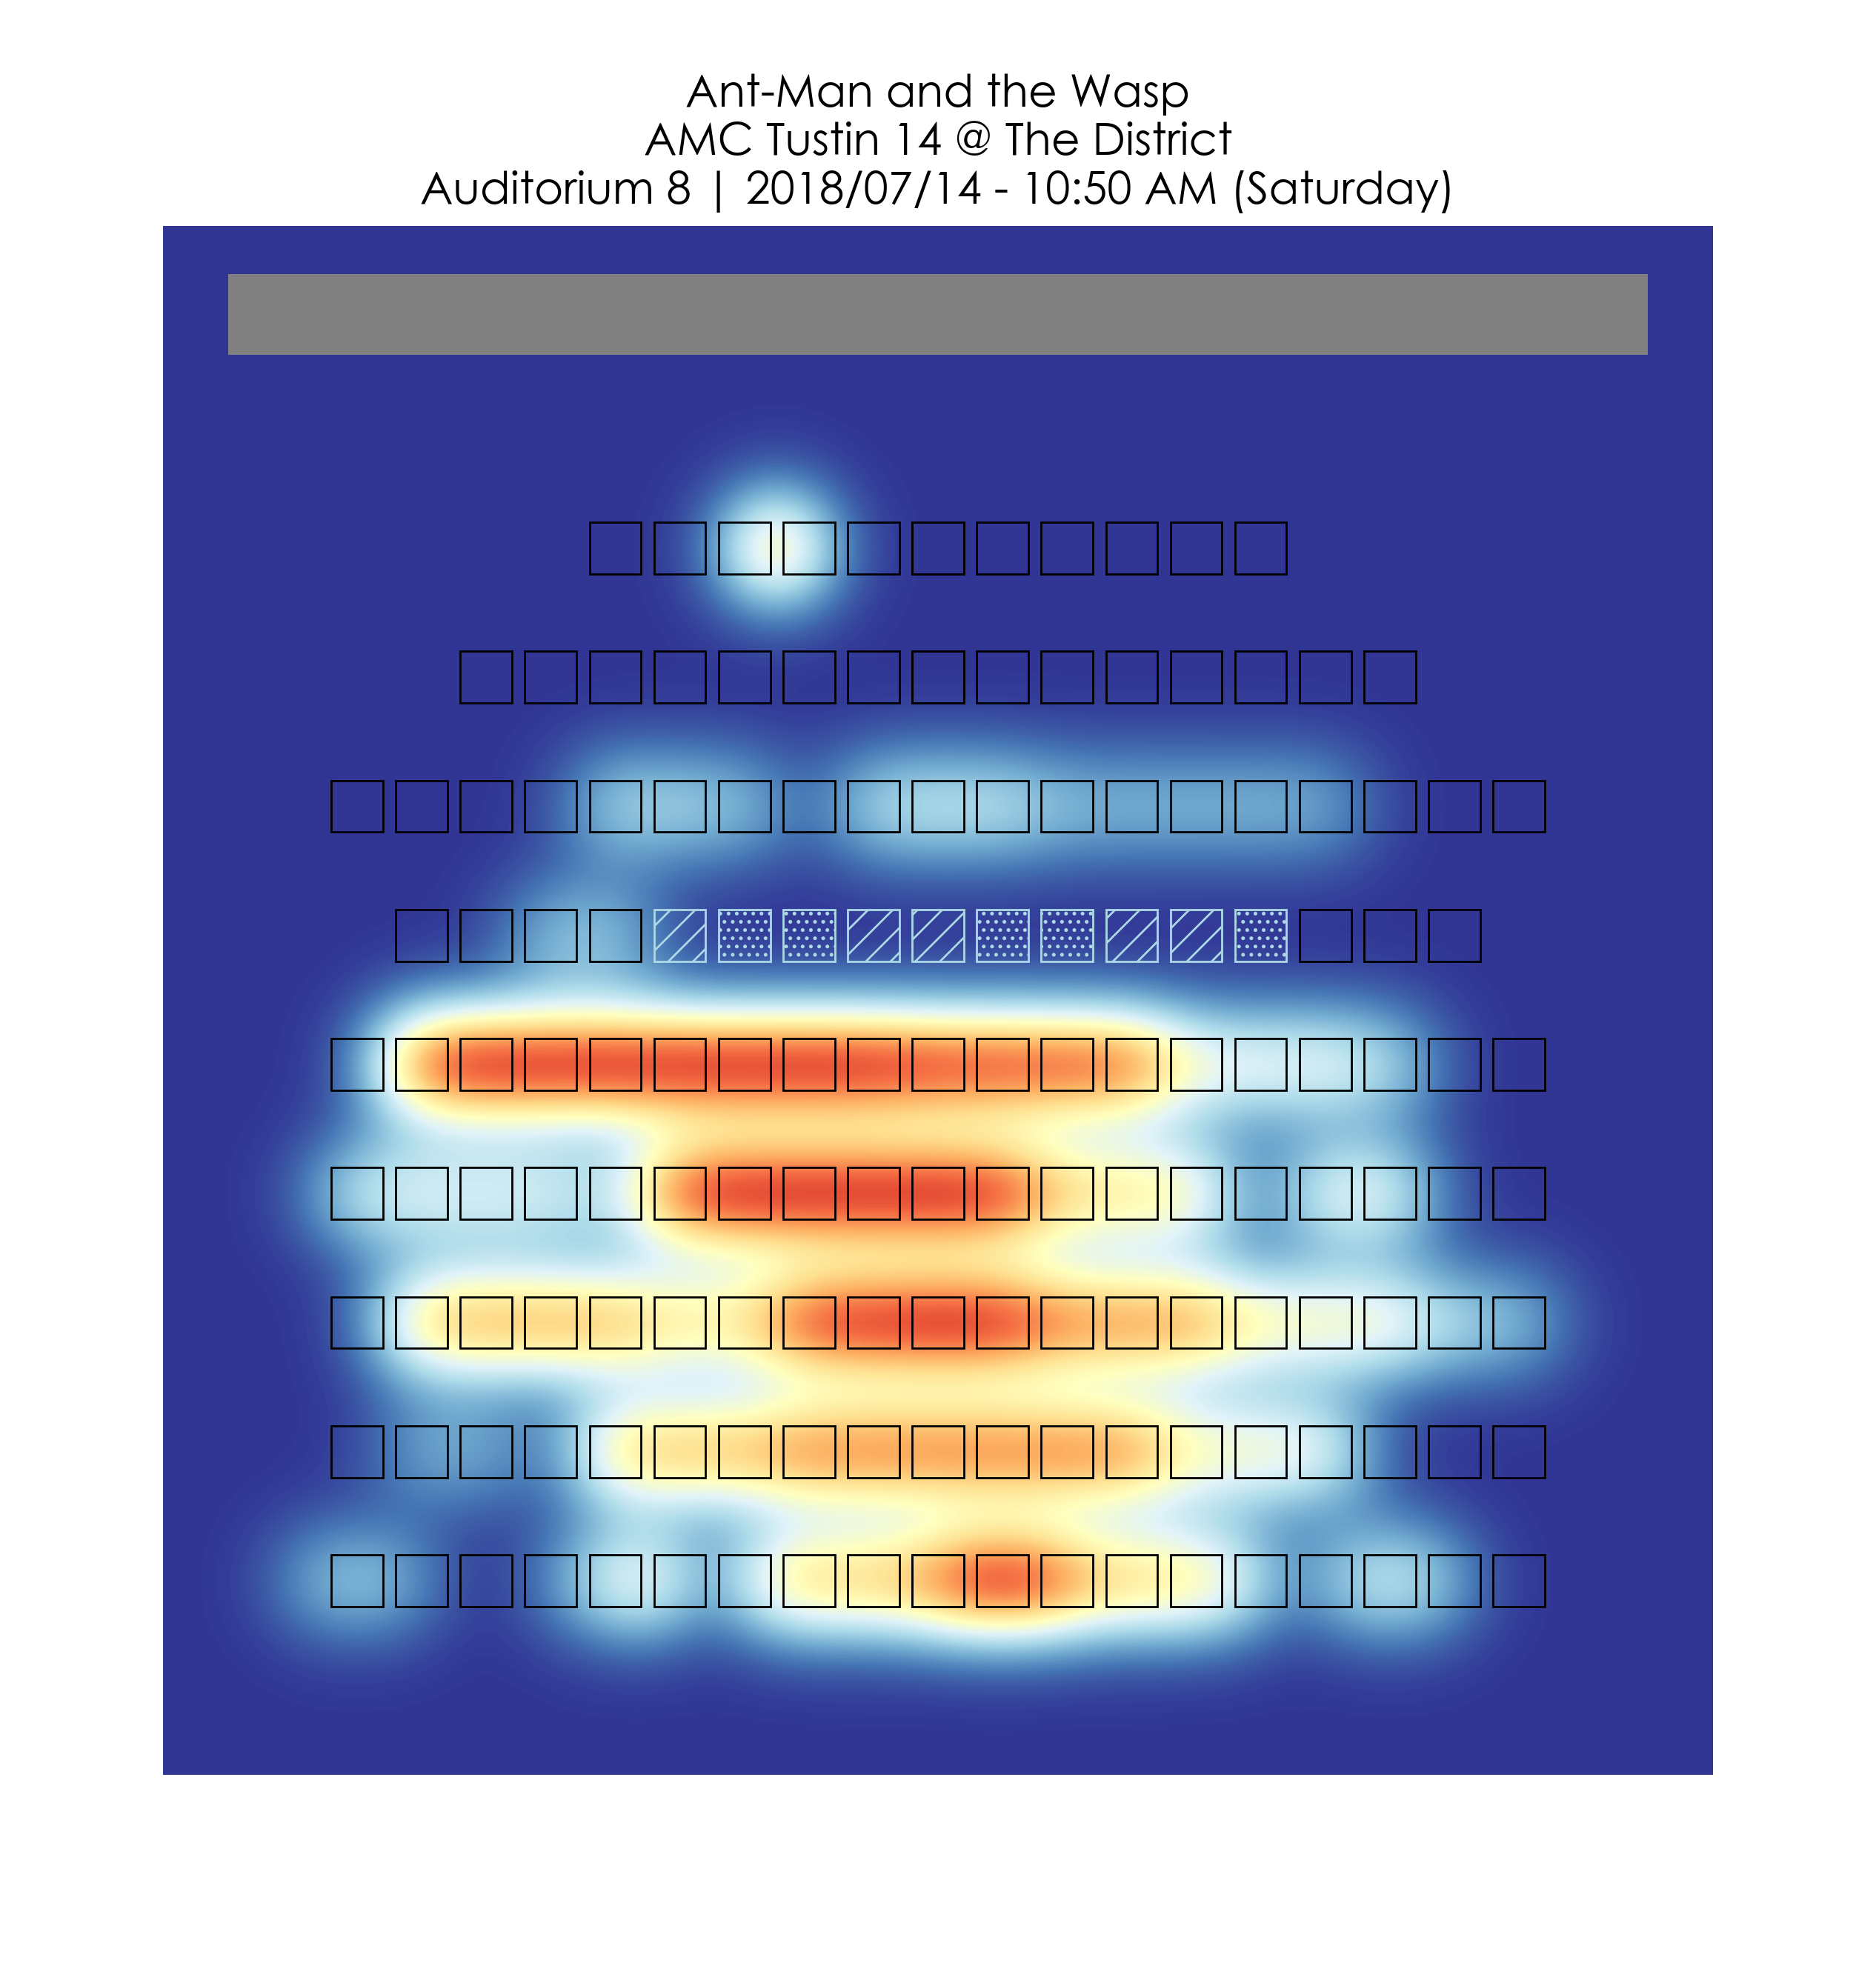 Ant-Man and the Wasp
AMC Tustin 14 @ The District
Auditorium 8 | 2018/07/14 - 10:50 AM (Saturday)